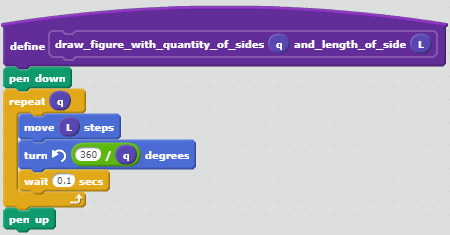 define draw_figure_with_quantity_of_sides q and_length_of_side L
pen down
repeat q
move L steps
turn 360 / q degrees
wait 0.1 secs
pen up